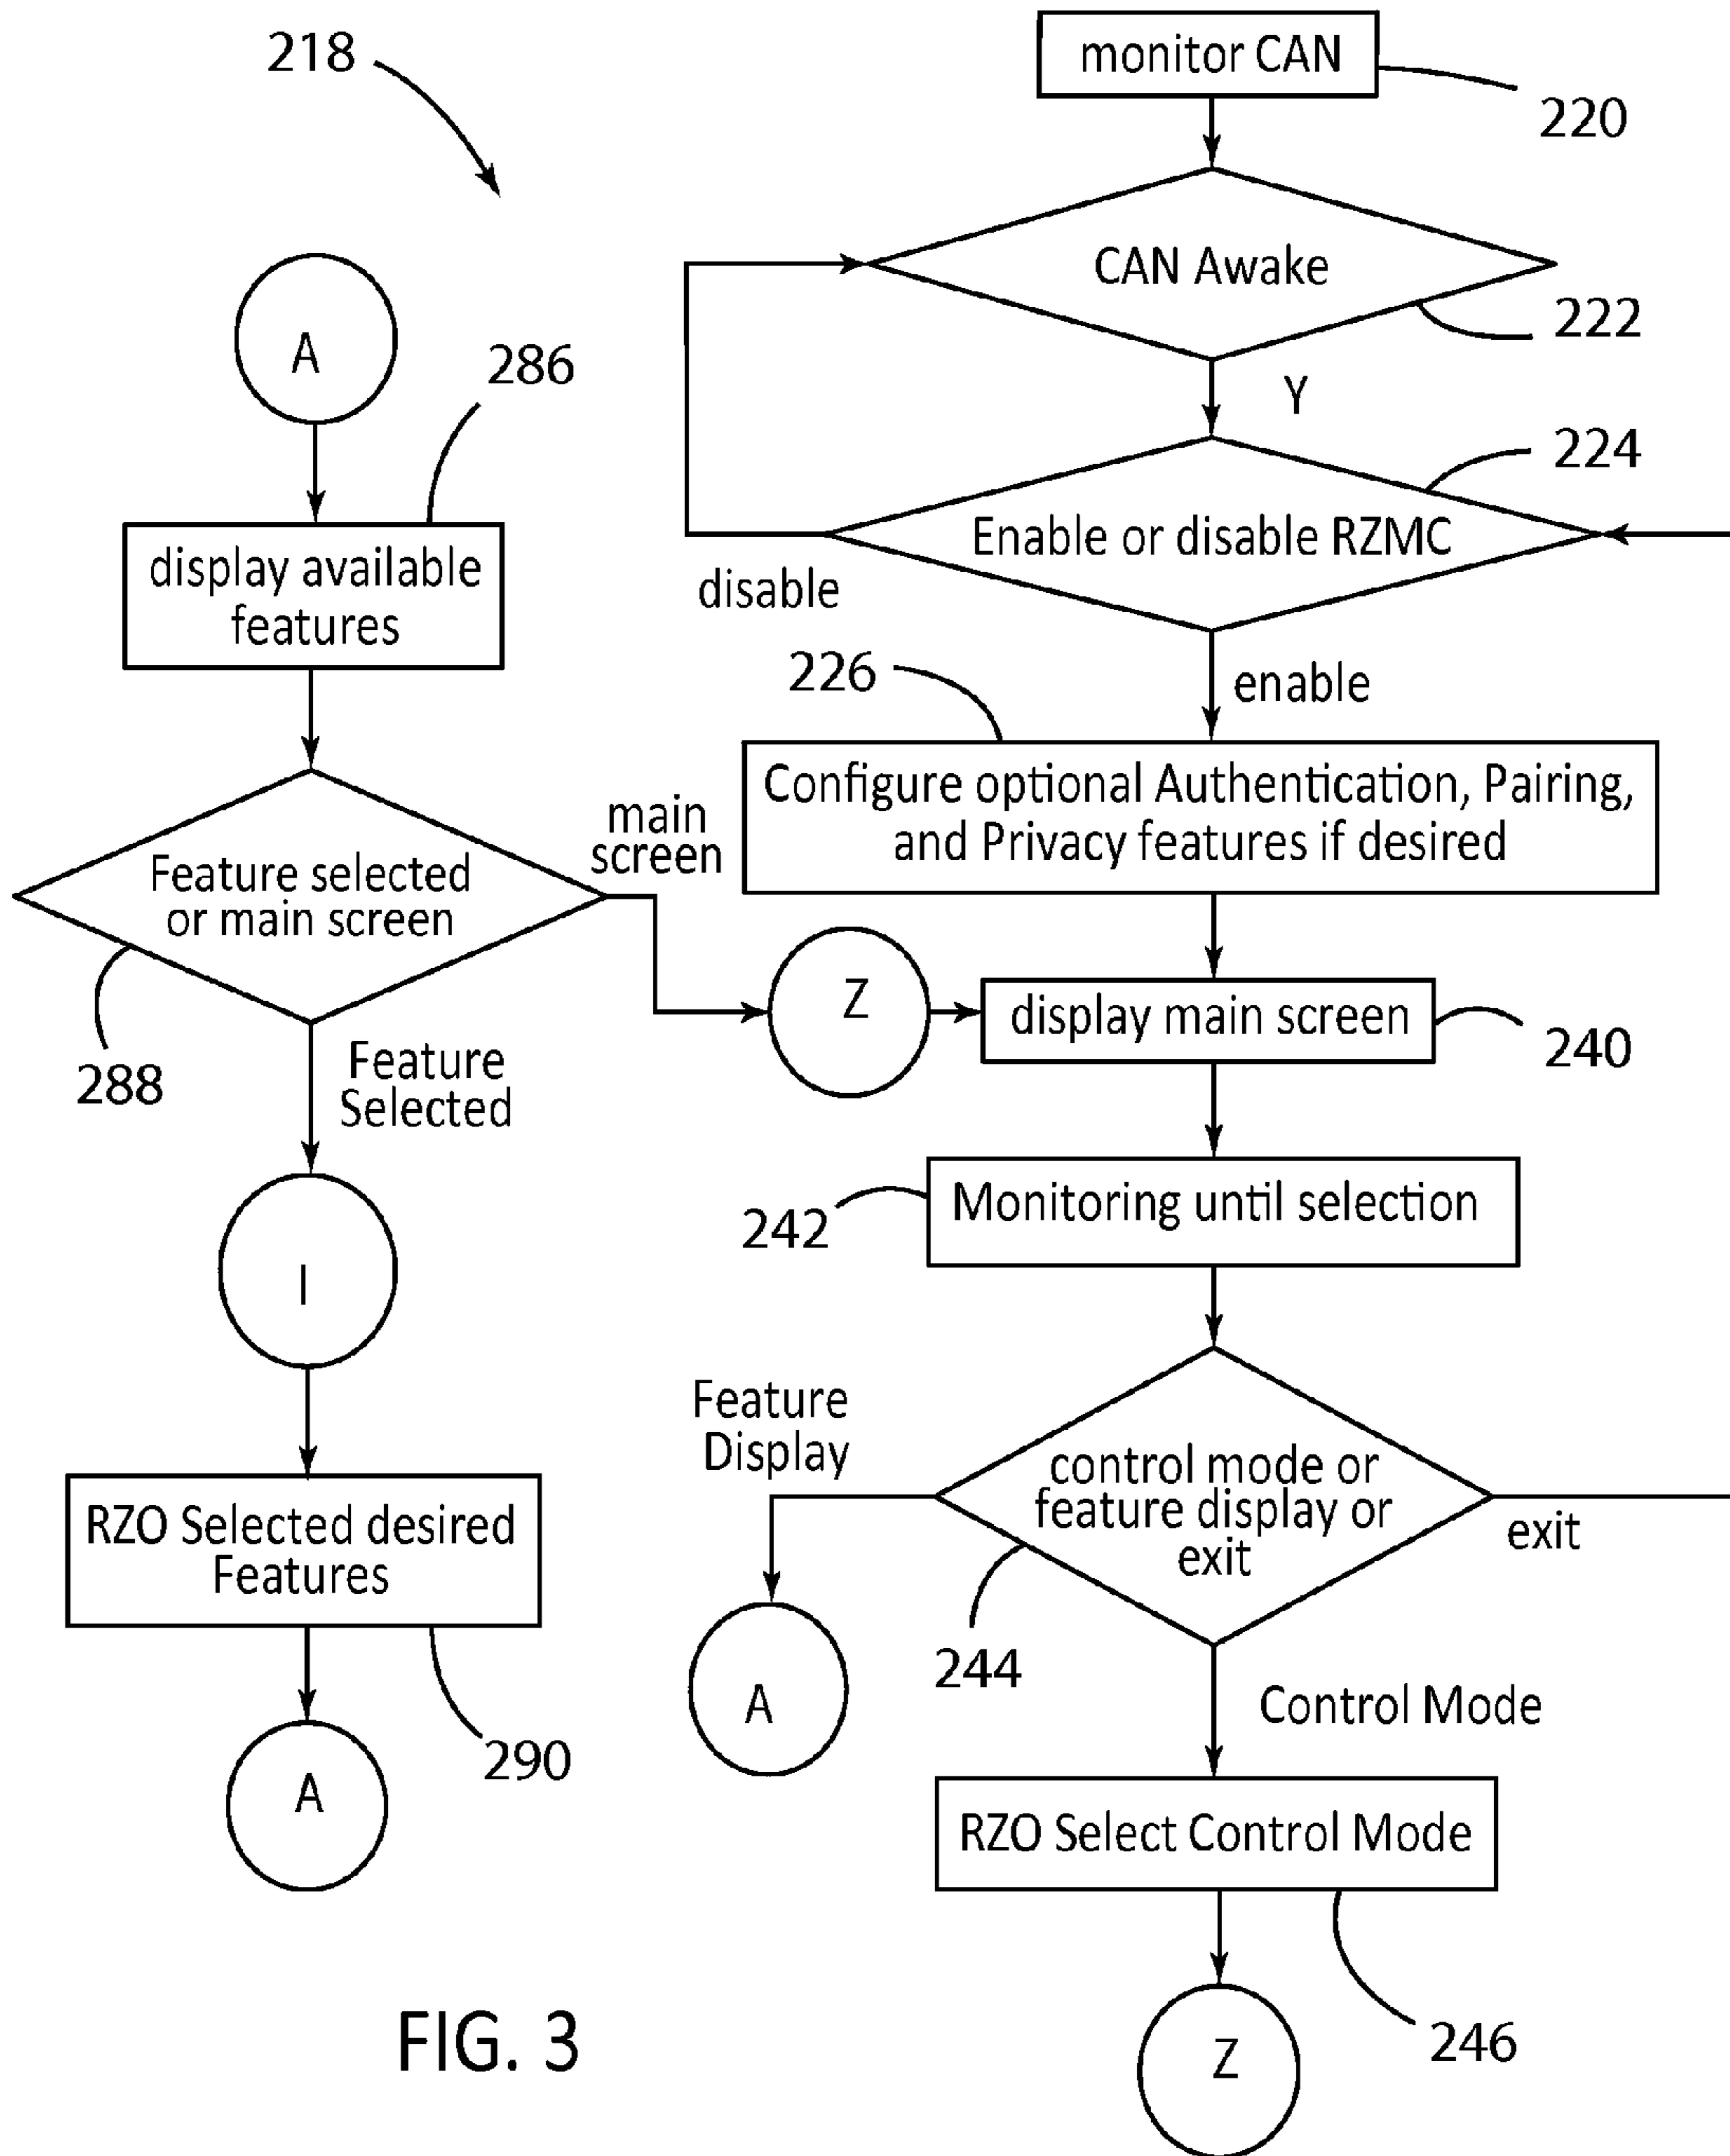 218
A
286
display available
features
Feature selected
or main screen
main
screen
288
Feature
Selected
I
RZO Selected desired
Features
290
A
monitor CAN
220
CAN Awake
222
Y
224
Enable or disable RZMC
disable
enable
226
Configure optional Authentication, Pairing,
and Privacy features if desired
Z
display main screen
240
Monitoring until selection
242
Feature
Display
control mode or
feature display or
exit
exit
244
A
Control Mode
RZO Select Control Mode
246
Z
FIG. 3